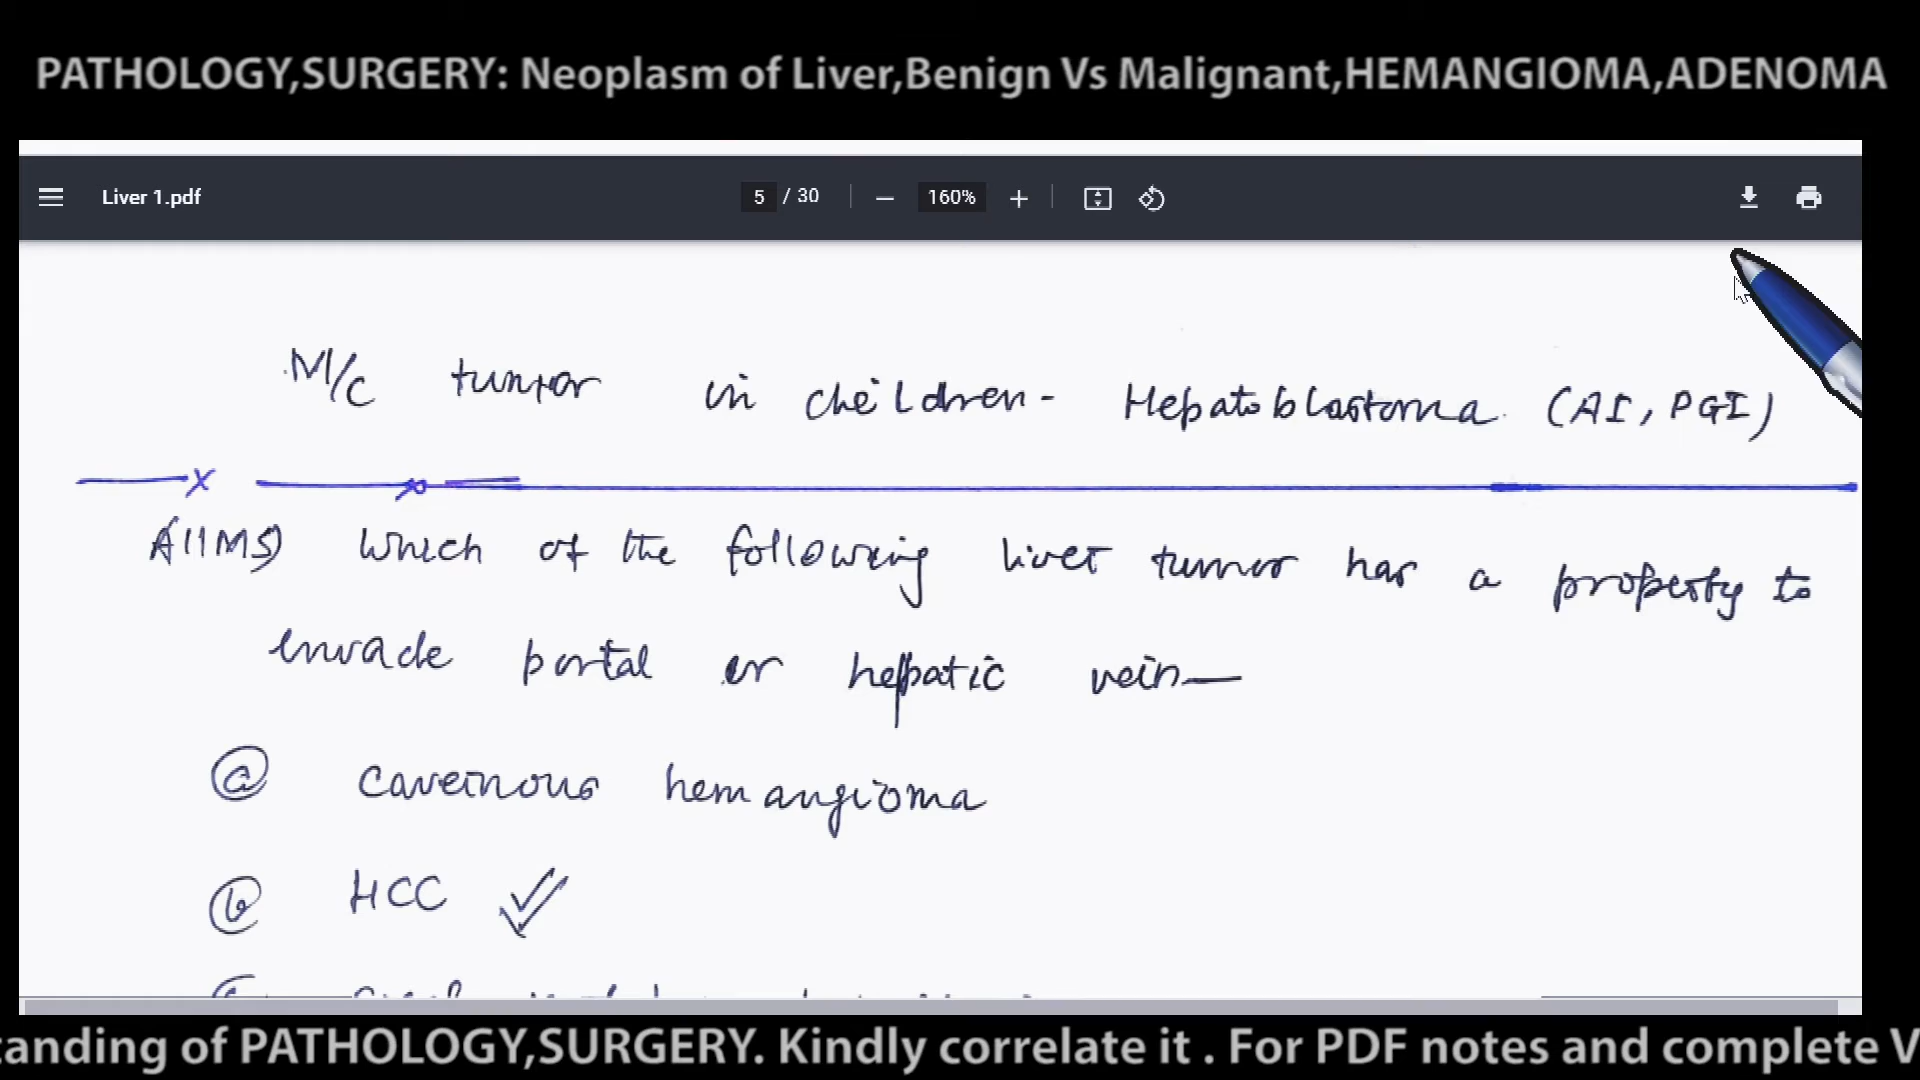 PATHOLOGY,SURGERY: Neoplasm of Liver,Benign Vs Malignant,HEMANGIOMA,ADENOMA
Liver 1.pdf 5 / 30 160%
M/C tumor in children - Hepatoblastoma (AI, PGI)
(AIIMS) Which of the following liver tumor has a property to
invade portal or hepatic vein—
(a) cavernous hemangioma
(b) HCC
tanding of PATHOLOGY,SURGERY. Kindly correlate it . For PDF notes and complete V